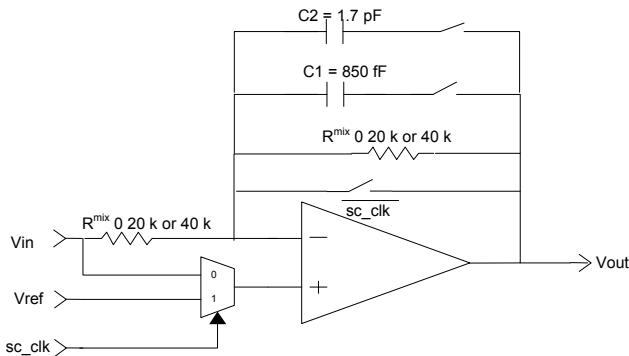 C2 = 1.7 pF
C1 = 850 fF
R^mix 0 20 k or 40 k
sc_clk
R^mix 0 20 k or 40 k
Vin
−
0
Vref
1
+
Vout
sc_clk